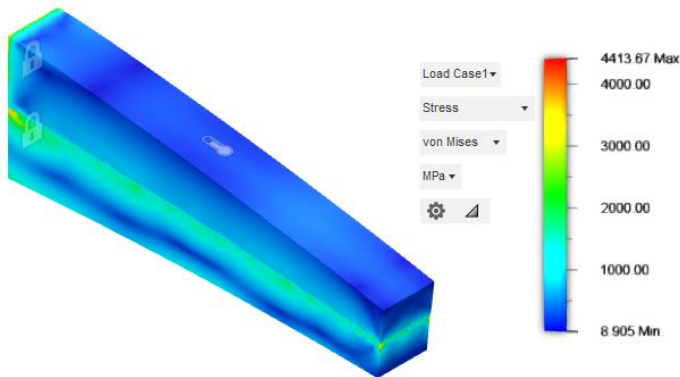 Load Case1
Stress
von Mises
MPa
4413.67 Max
4000.00
3000.00
2000.00
1000.00
8.905 Min